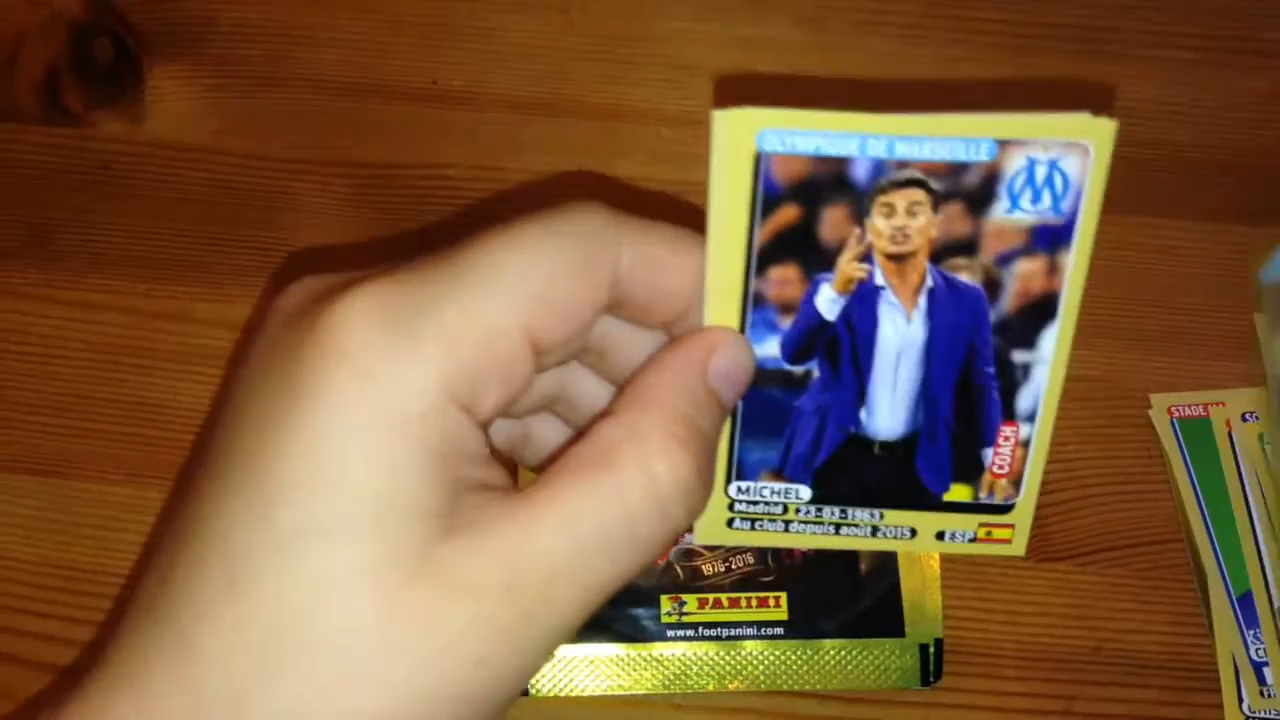 OLYMPIQUE DE MARSEILLE
COACH
MICHEL
Madrid 23-03-1963
Au club depuis août 2015
ESP
1976-2016
PANINI
www.footpanini.com
STADE